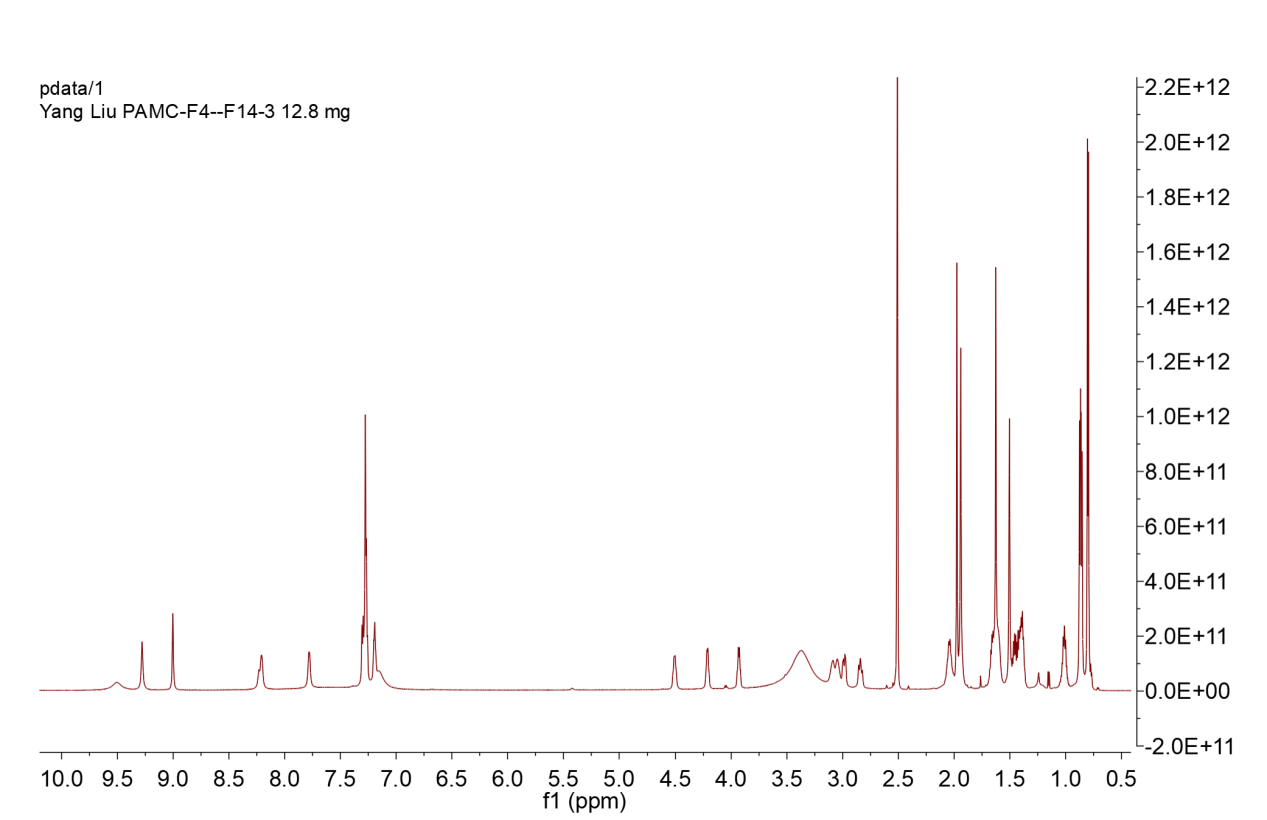 pdata/1
Yang Liu PAMC-F4--F14-3 12.8 mg
2.2E+12
2.0E+12
1.8E+12
1.6E+12
1.4E+12
1.2E+12
1.0E+12
8.0E+11
6.0E+11
4.0E+11
2.0E+11
0.0E+00
-2.0E+11
10.0 9.5 9.0 8.5 8.0 7.5 7.0 6.5 6.0 5.5 5.0 4.5 4.0 3.5 3.0 2.5 2.0 1.5 1.0 0.5
f1 (ppm)